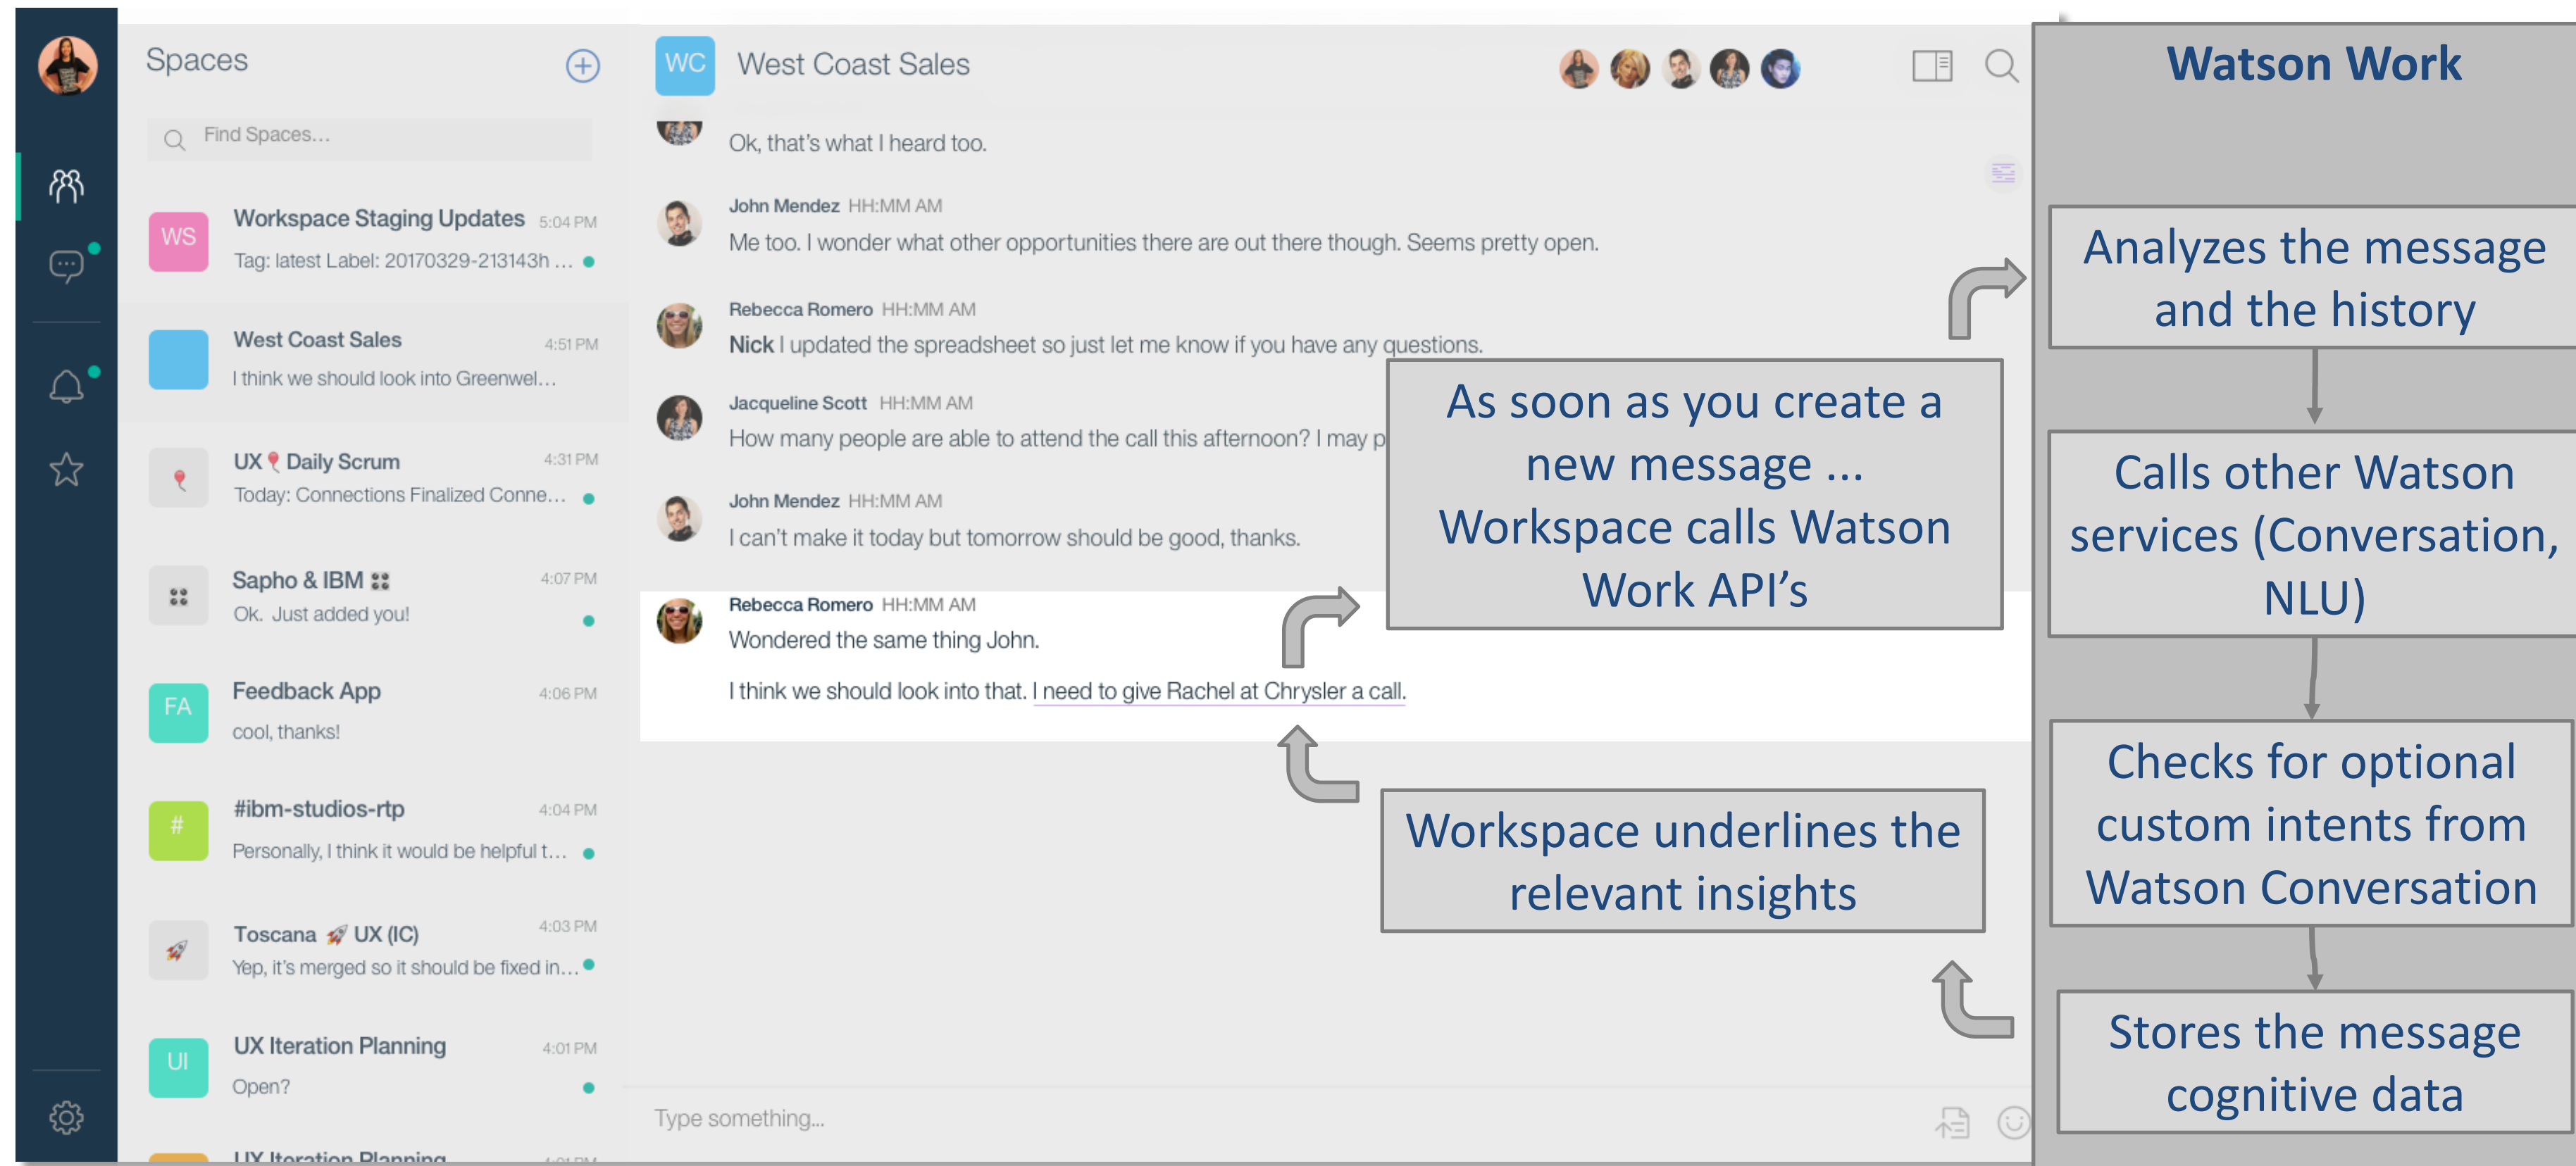 Spaces
Find Spaces...
WS
Workspace Staging Updates 5:04 PM
Tag: latest Label: 20170329-213143h ...
West Coast Sales 4:51 PM
I think we should look into Greenwel...
UX Daily Scrum 4:31 PM
Today: Connections Finalized Conne...
Sapho & IBM 4:07 PM
Ok. Just added you!
FA
Feedback App 4:06 PM
cool, thanks!
#
#ibm-studios-rtp 4:04 PM
Personally, I think it would be helpful t...
Toscana 🚀 UX (IC) 4:03 PM
Yep, it's merged so it should be fixed in...
UI
UX Iteration Planning 4:01 PM
Open?
UX Iteration Planning 4:01 PM
WC West Coast Sales
Ok, that's what I heard too.
John Mendez HH:MM AM
Me too. I wonder what other opportunities there are out there though. Seems pretty open.
Rebecca Romero HH:MM AM
Nick I updated the spreadsheet so just let me know if you have any questions.
Jacqueline Scott HH:MM AM
How many people are able to attend the call this afternoon? I may p
John Mendez HH:MM AM
I can't make it today but tomorrow should be good, thanks.
Rebecca Romero HH:MM AM
Wondered the same thing John.
I think we should look into that. I need to give Rachel at Chrysler a call.
Type something...
As soon as you create a
new message ...
Workspace calls Watson
Work API's
Workspace underlines the
relevant insights
Watson Work
Analyzes the message
and the history
Calls other Watson
services (Conversation,
NLU)
Checks for optional
custom intents from
Watson Conversation
Stores the message
cognitive data